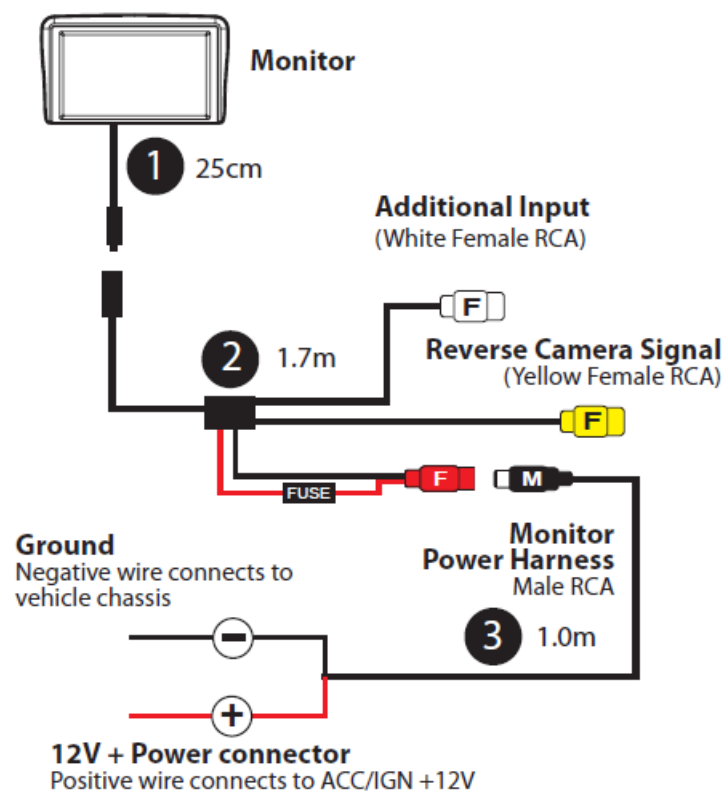 Monitor
1
25cm
Additional Input
(White Female RCA)
F
2
1.7m
Reverse Camera Signal
(Yellow Female RCA)
F
F
M
FUSE
Ground
Negative wire connects to
vehicle chassis
Monitor
Power Harness
Male RCA
3
1.0m
−
+
12V + Power connector
Positive wire connects to ACC/IGN +12V